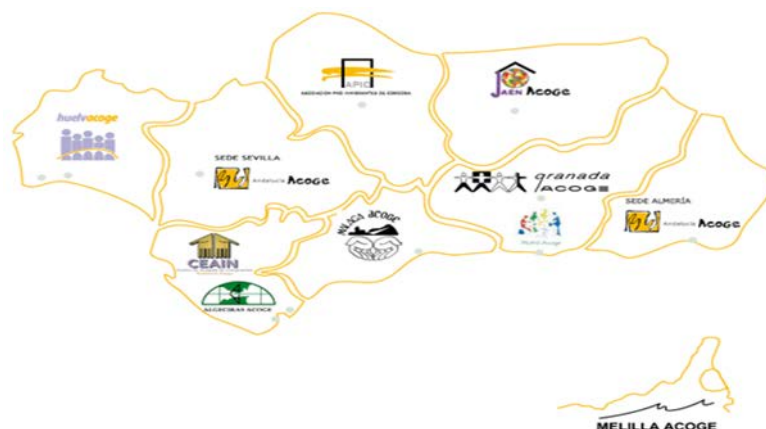 APIC
ASOCIACIÓN PRO INMIGRANTES DE CÓRDOBA
JAEN Acoge
huelvacoge
SEDE SEVILLA
Andalucía Acoge
granada
ACOGE
SEDE ALMERÍA
Andalucía Acoge
MÁLAGA ACOGE
Motril Acoge
CEAIN
ALGECIRAS ACOGE
MELILLA ACOGE